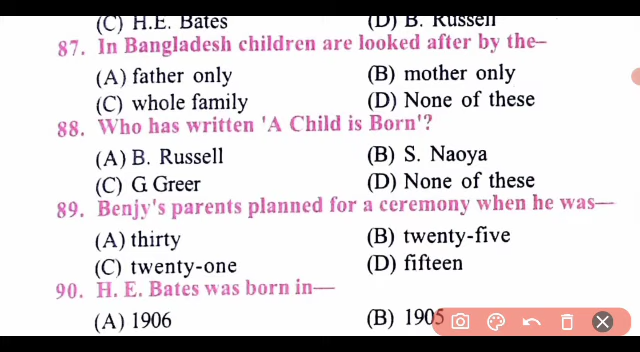 (C) H.E. Bates (D) B. Russell
87. In Bangladesh children are looked after by the–
(A) father only (B) mother only
(C) whole family (D) None of these
88. Who has written 'A Child is Born'?
(A) B. Russell (B) S. Naoya
(C) G. Greer (D) None of these
89. Benjy's parents planned for a ceremony when he was—
(A) thirty (B) twenty-five
(C) twenty-one (D) fifteen
90. H. E. Bates was born in—
(A) 1906 (B) 1905